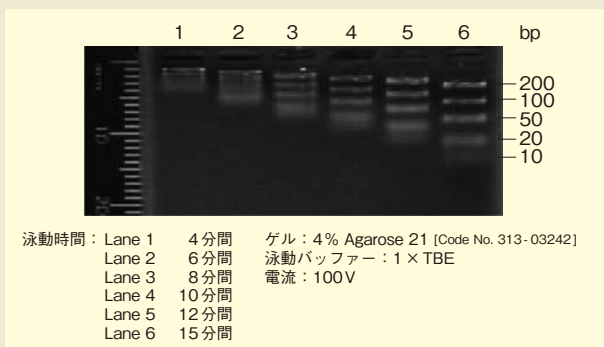 1 2 3 4 5 6 bp
200
100
50
20
10
泳動時間：Lane 1 4分間
Lane 2 6分間
Lane 3 8分間
Lane 4 10分間
Lane 5 12分間
Lane 6 15分間
ゲル：4% Agarose 21 [Code No. 313-03242]
泳動バッファー：1×TBE
電流：100V